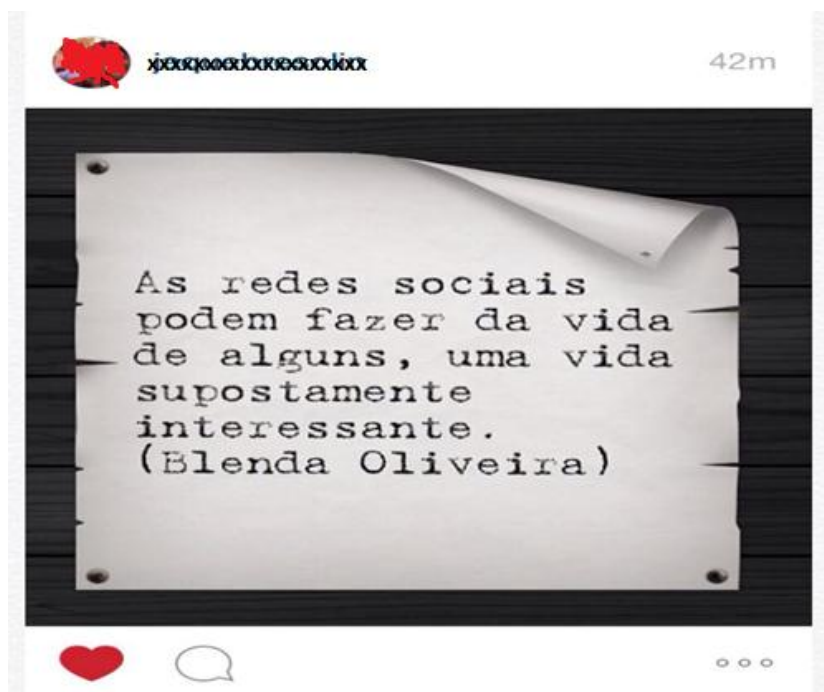 42m
As redes sociais
podem fazer da vida
de alguns, uma vida
supostamente
interessante.
(Blenda Oliveira)